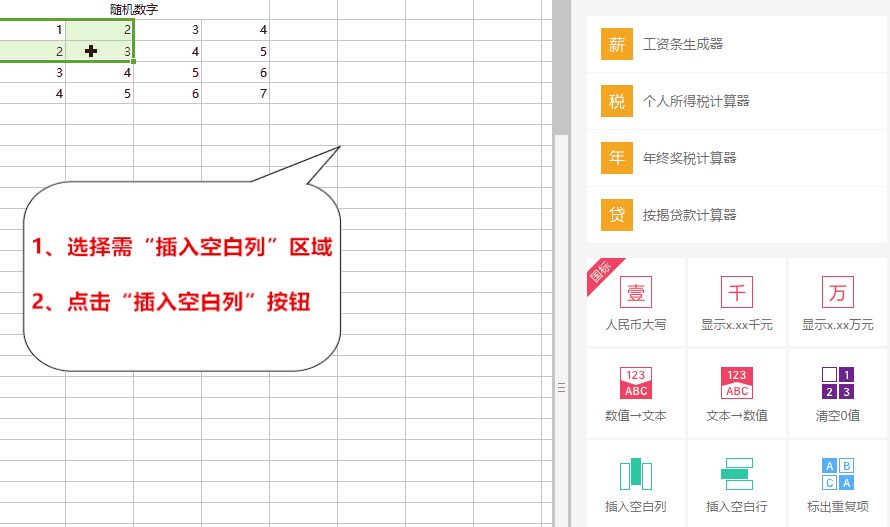 随机数字
1 2 3 4
2 3 4 5
3 4 5 6
4 5 6 7
1、选择需“插入空白列”区域
2、点击“插入空白列”按钮
薪 工资条生成器
税 个人所得税计算器
年 年终奖税计算器
贷 按揭贷款计算器
国标
壹 千 万
人民币大写 显示x.xx千元 显示x.xx万元
123 123 1
ABC ABC 2 3
数值→文本 文本→数值 清空0值
A B
C A
插入空白列 插入空白行 标出重复项